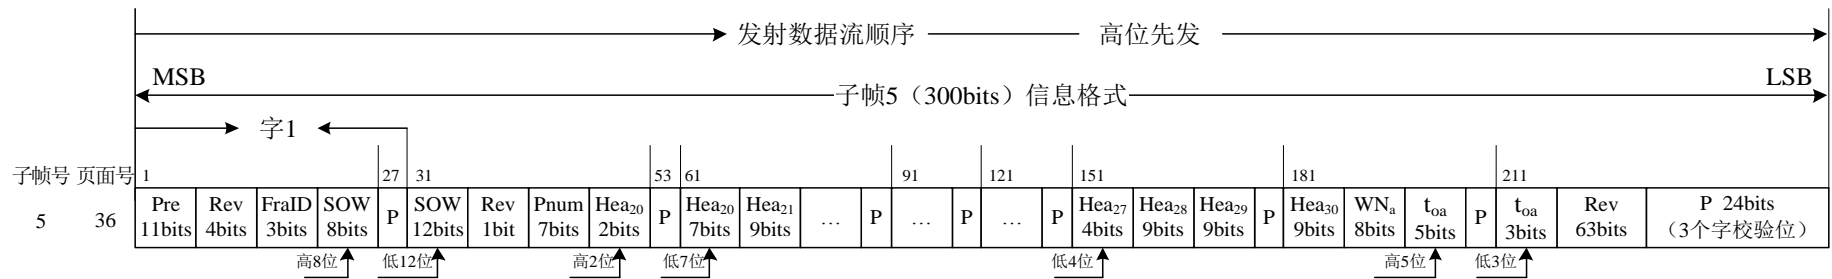 发射数据流顺序 高位先发
MSB LSB
子帧5（300bits）信息格式
字1
子帧号 页面号 1 27 31 53 61 91 121 151 181 211
5 36 Pre 11bits Rev 4bits FraID 3bits SOW 8bits P SOW 12bits Rev 1bit Pnum 7bits Hea₂₀ 2bits P Hea₂₀ 7bits Hea₂₁ 9bits … P … P … P Hea₂₇ 4bits Hea₂₈ 9bits Hea₂₉ 9bits P Hea₃₀ 9bits WNₐ 8bits tₒₐ 5bits P tₒₐ 3bits Rev 63bits P 24bits （3个字校验位）
高8位 低12位 高2位 低7位 低4位 高5位 低3位